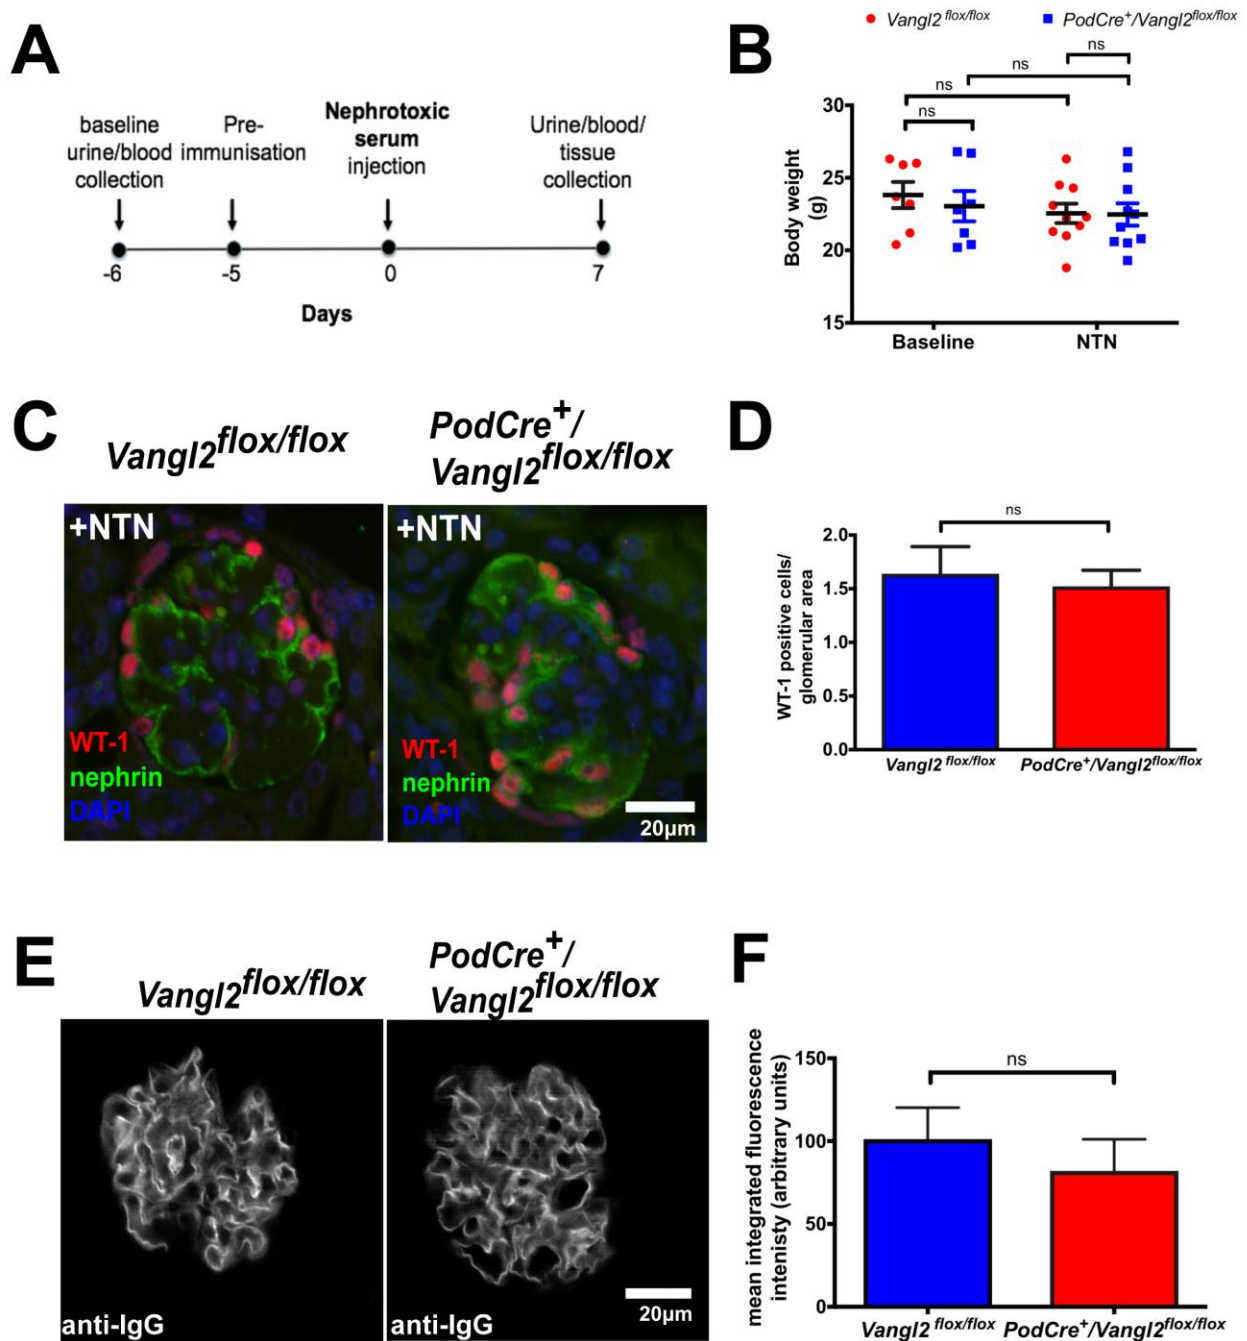 A
baseline
urine/blood
collection
Pre-
immunisation
Nephrotoxic
serum
injection
Urine/blood/
tissue
collection
-6
-5
0
7
Days
B
Vangl2 flox/flox
PodCre+/Vangl2flox/flox
ns
ns
ns
ns
30
25
20
15
Body weight
(g)
Baseline
NTN
C
Vangl2flox/flox
PodCre+/
Vangl2flox/flox
+NTN
WT-1
nephrin
DAPI
+NTN
WT-1
nephrin
DAPI
20µm
D
ns
2.0
1.5
1.0
0.5
0.0
WT-1 positive cells/
glomerular area
Vangl2 flox/flox
PodCre+/Vangl2flox/flox
E
Vangl2flox/flox
PodCre+/
Vangl2flox/flox
anti-IgG
anti-IgG
20µm
F
ns
150
100
50
0
mean integrated fluorescence
intenisty (arbitrary units)
Vangl2 flox/flox
PodCre+/Vangl2flox/flox